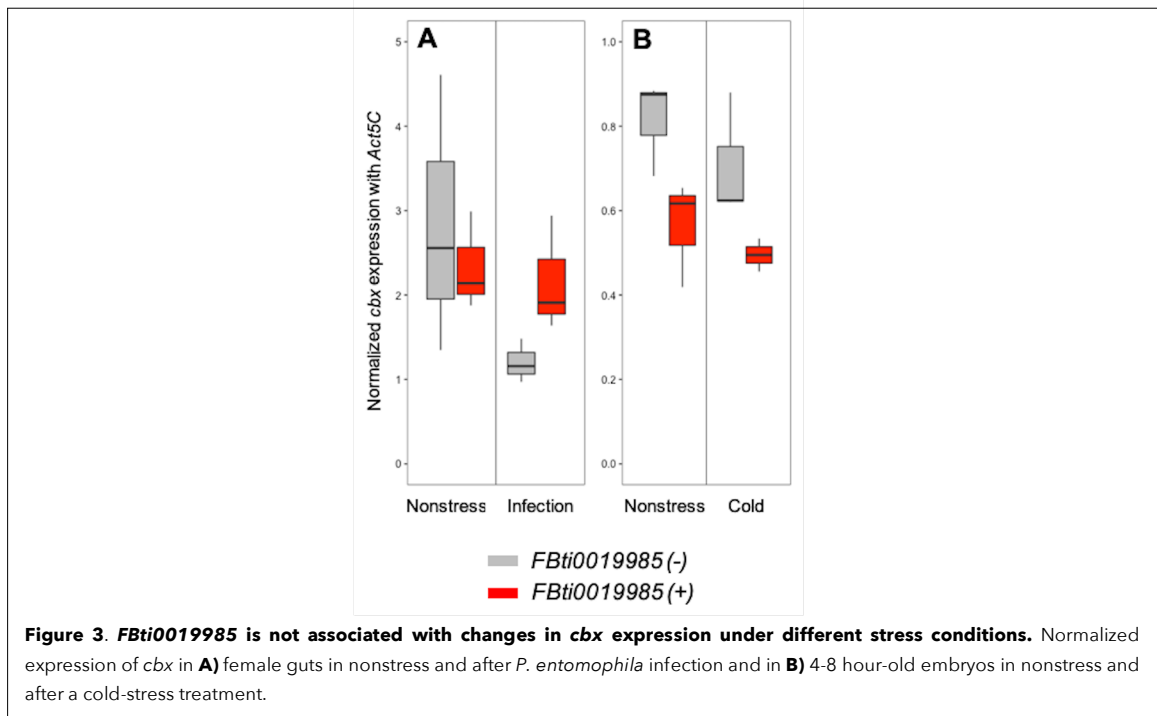 A
B
5
4
3
2
1
0
1.0
0.8
0.6
0.4
0.2
0.0
Normalized cbx expression with Act5C
Nonstress Infection Nonstress Cold
FBti0019985 (-)
FBti0019985 (+)
Figure 3. FBti0019985 is not associated with changes in cbx expression under different stress conditions. Normalized
expression of cbx in A) female guts in nonstress and after P. entomophila infection and in B) 4-8 hour-old embryos in nonstress and
after a cold-stress treatment.